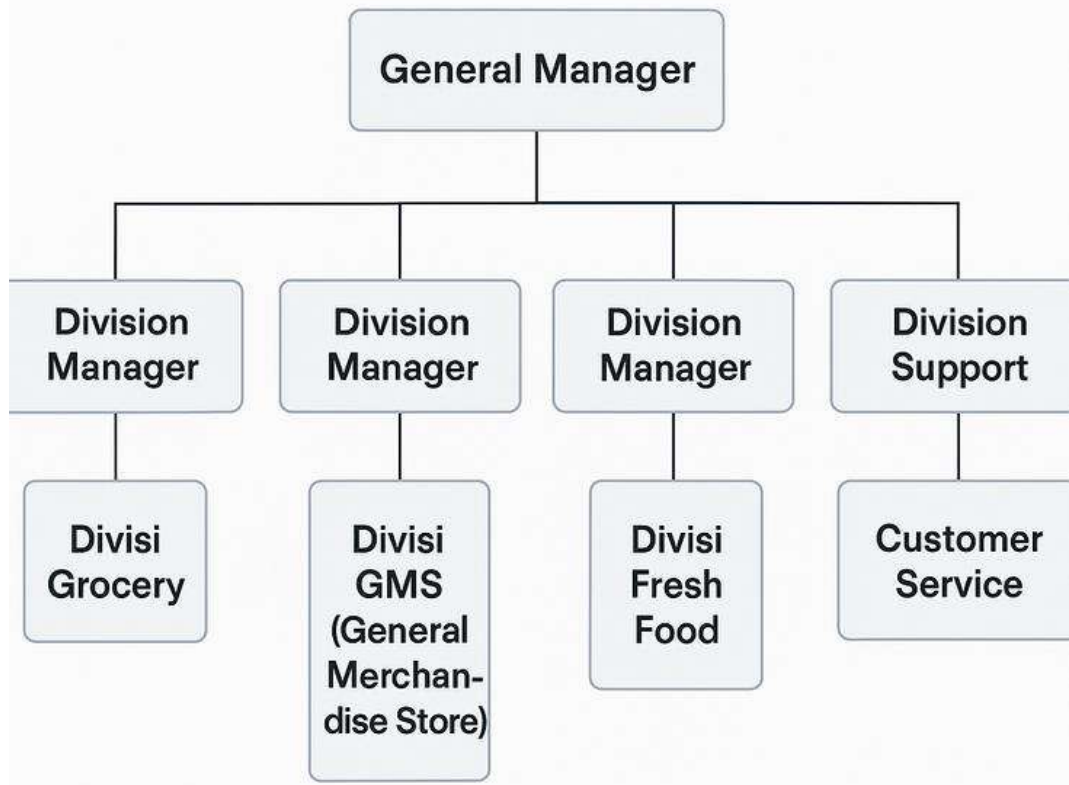 General Manager
Division
Manager
Division
Manager
Division
Manager
Division
Support
Divisi
Grocery
Divisi
GMS
(General
Merchan-
dise Store)
Divisi
Fresh
Food
Customer
Service